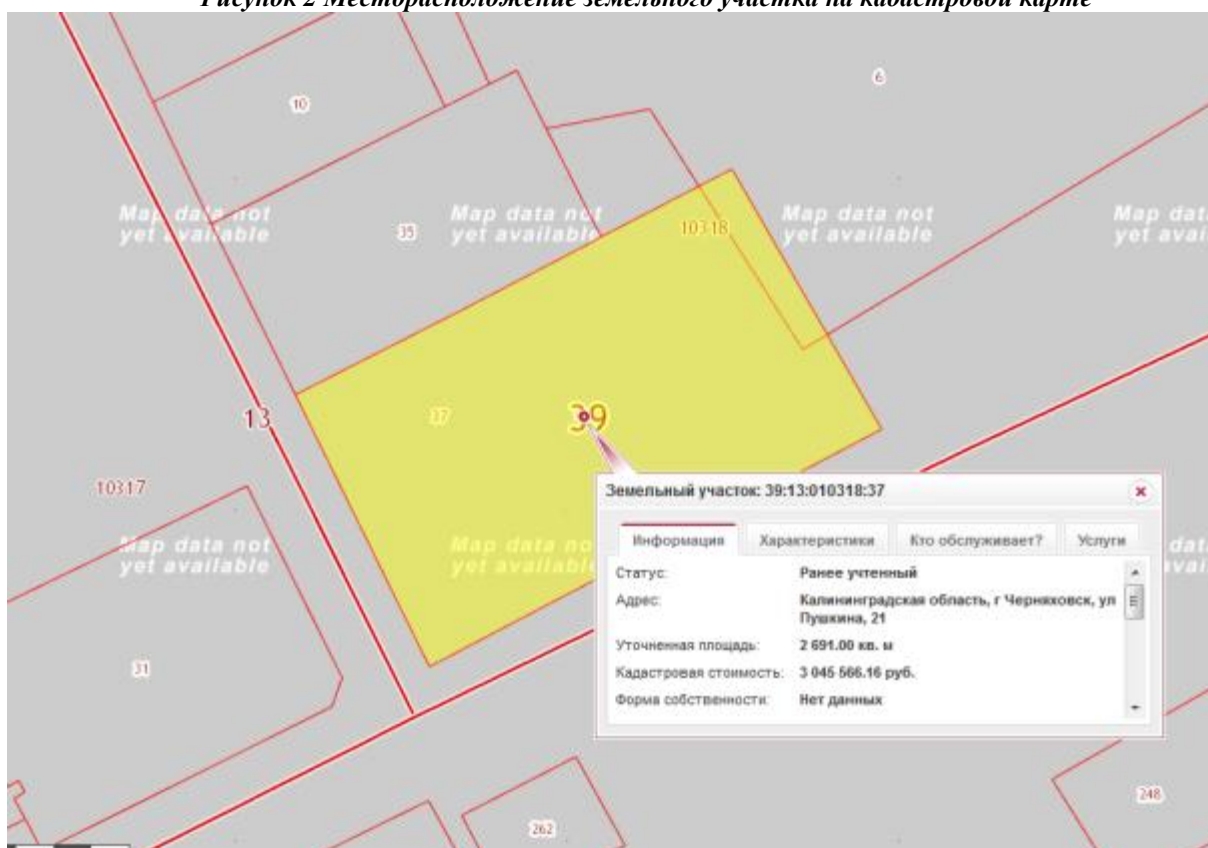 Рисунок 2 Месторасположение земельного участка на кадастровой карте
6
10
Map data not
yet available
Map data not
yet available
Map data not
yet available
Map dat
yet avai
35
10318
13
37
39
10317
Map data not
yet available
Map data no
yet available
dat
avai
Земельный участок: 39:13:010318:37
Информация Характеристики Кто обслуживает? Услуги
Статус: Ранее учтенный
Адрес: Калининградская область, г Черняховск, ул
Пушкина, 21
Уточненная площадь: 2 691.00 кв. м
Кадастровая стоимость: 3 045 566.16 руб.
Форма собственности: Нет данных
31
248
262